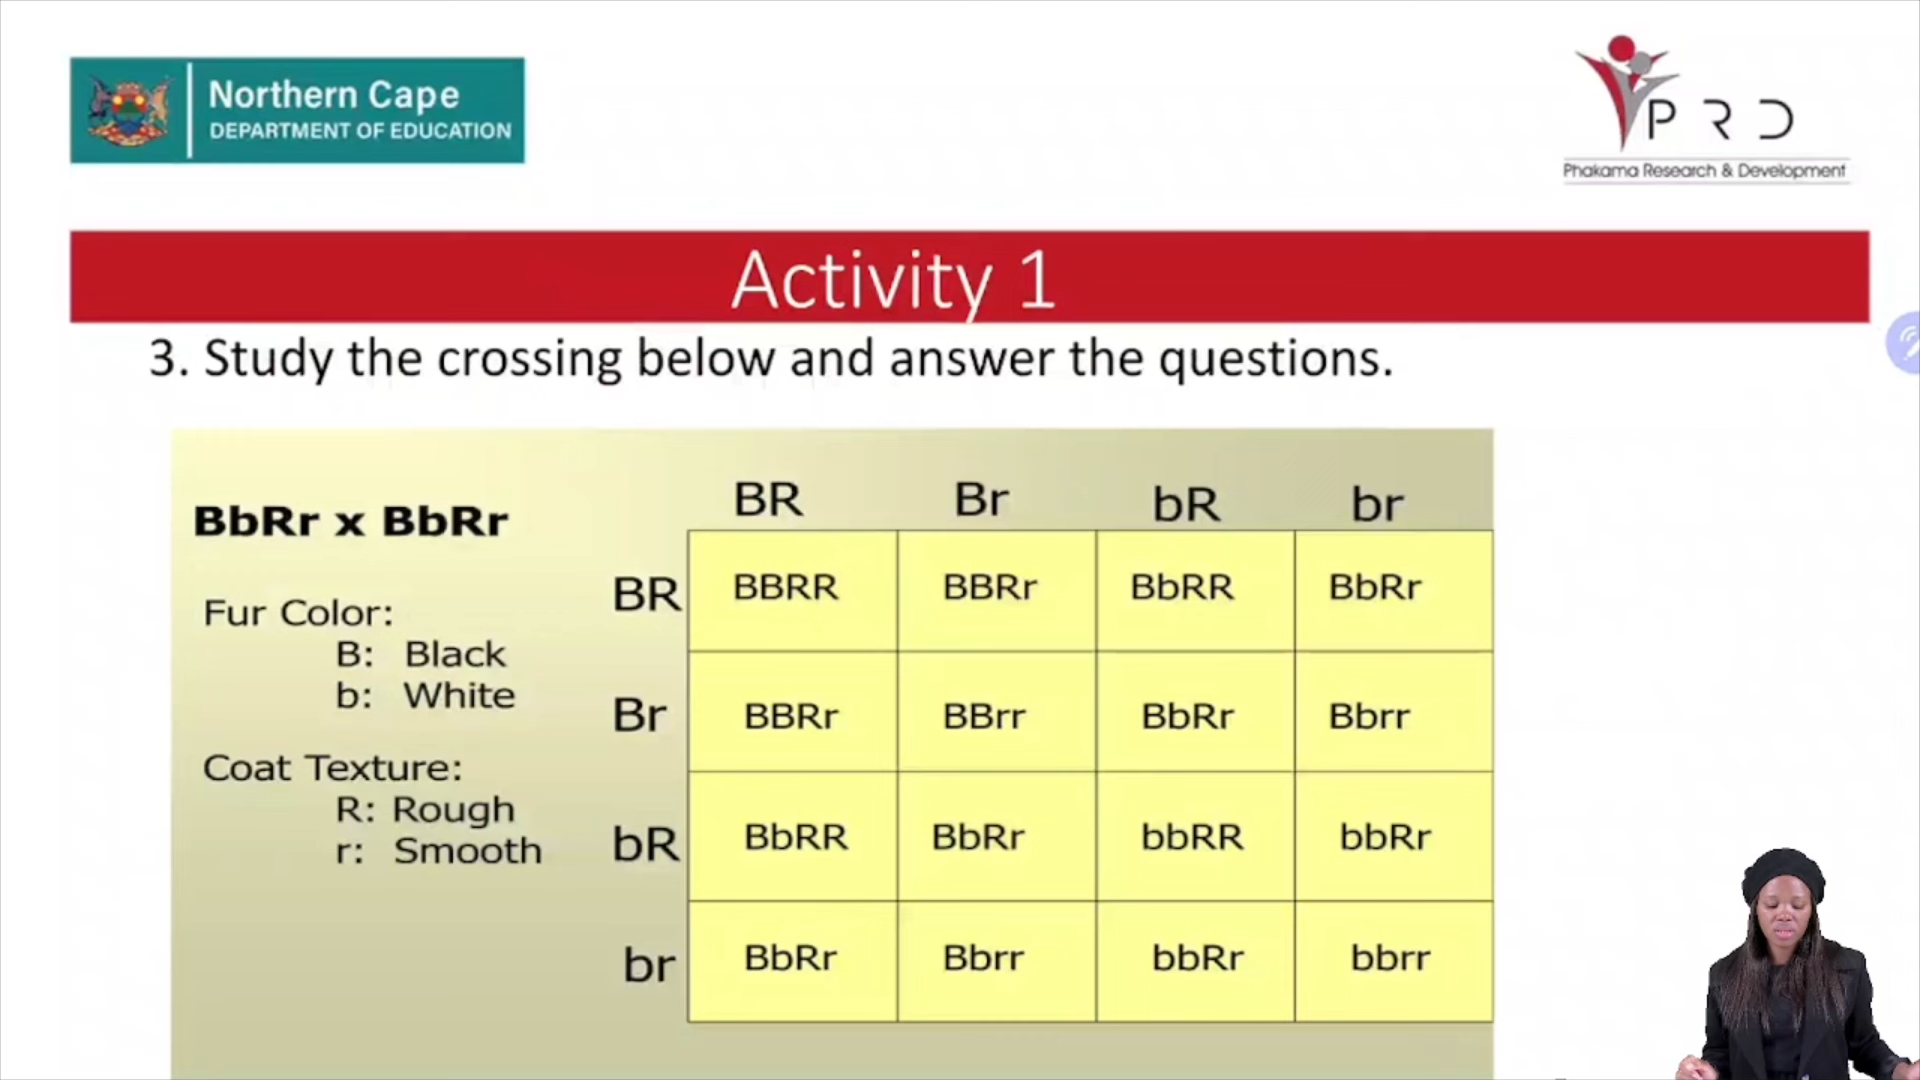 Northern Cape
DEPARTMENT OF EDUCATION
PRD
Phakama Research & Development
Activity 1
3. Study the crossing below and answer the questions.
BbRr x BbRr
Fur Color:
B: Black
b: White
Coat Texture:
R: Rough
r: Smooth
BR Br bR br
BR BBRR BBRr BbRR BbRr
Br BBRr BBrr BbRr Bbrr
bR BbRR BbRr bbRR bbRr
br BbRr Bbrr bbRr bbrr